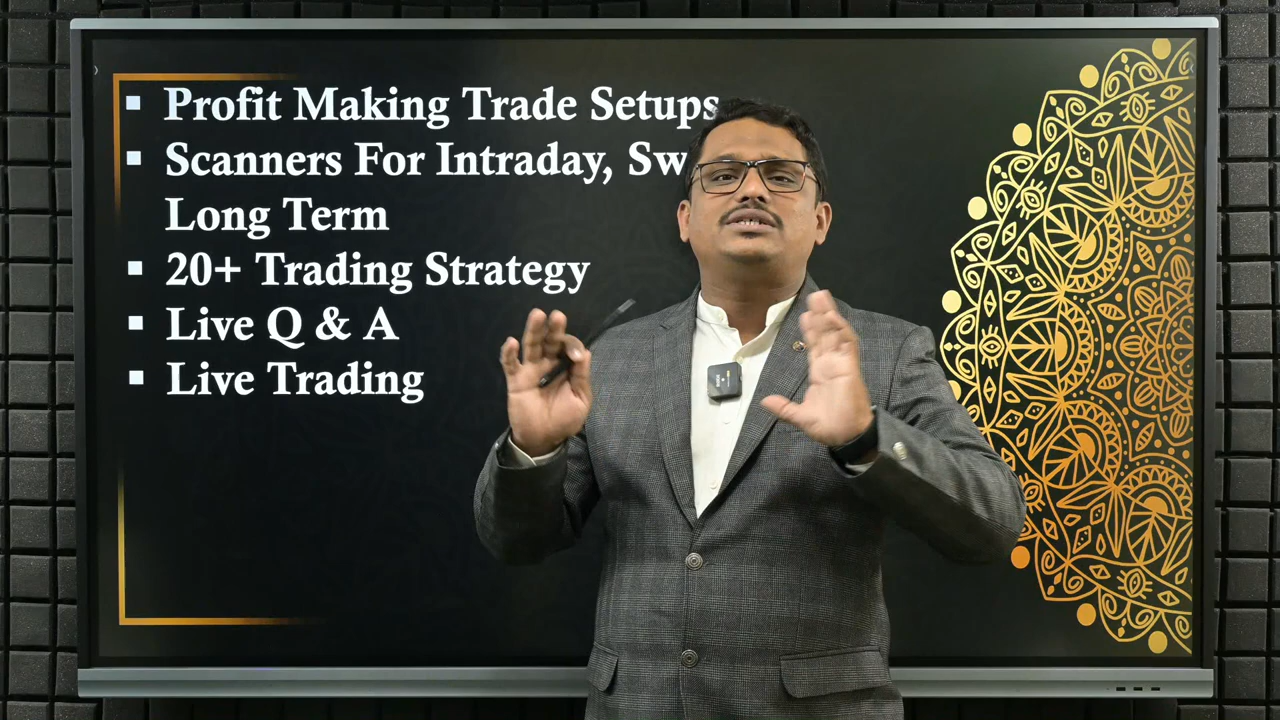 ▪ Profit Making Trade Setups
▪ Scanners For Intraday, Sw
Long Term
▪ 20+ Trading Strategy
▪ Live Q & A
▪ Live Trading